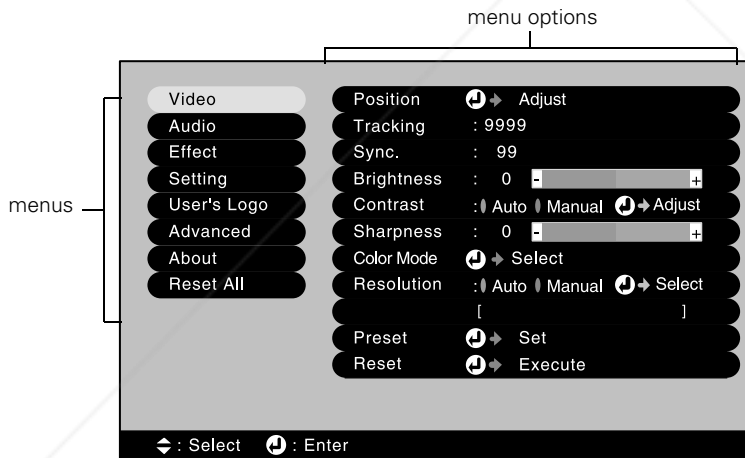 menu options
menus
Video
Audio
Effect
Setting
User's Logo
Advanced
About
Reset All
Position Adjust
Tracking : 9999
Sync. : 99
Brightness : 0 - +
Contrast : Auto Manual Adjust
Sharpness : 0 - +
Color Mode Select
Resolution : Auto Manual Select
[ ]
Preset Set
Reset Execute
: Select : Enter